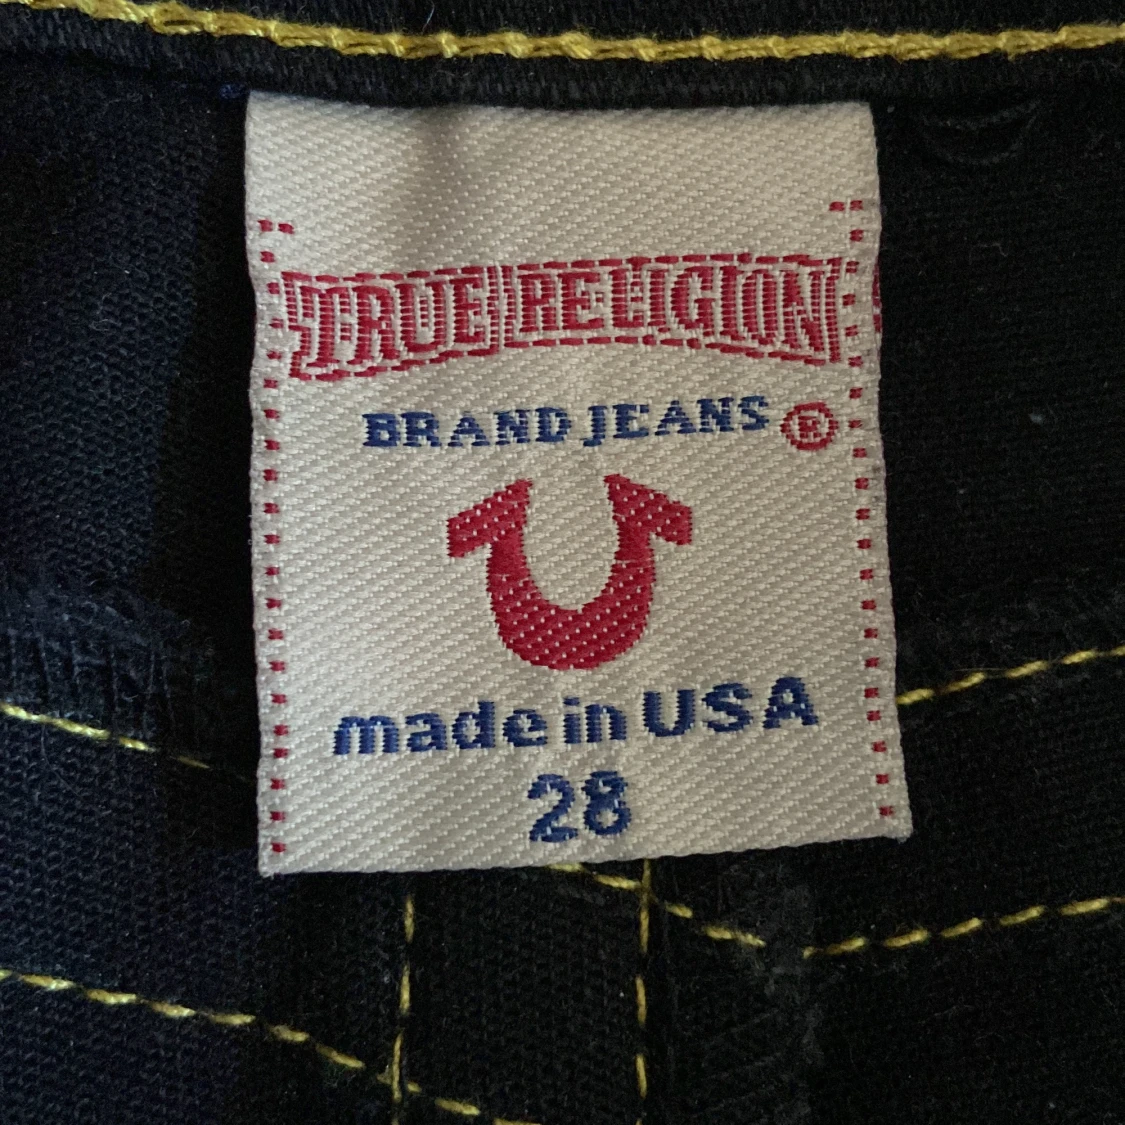 TRUE RELIGION
BRAND JEANS ®
made in USA
28